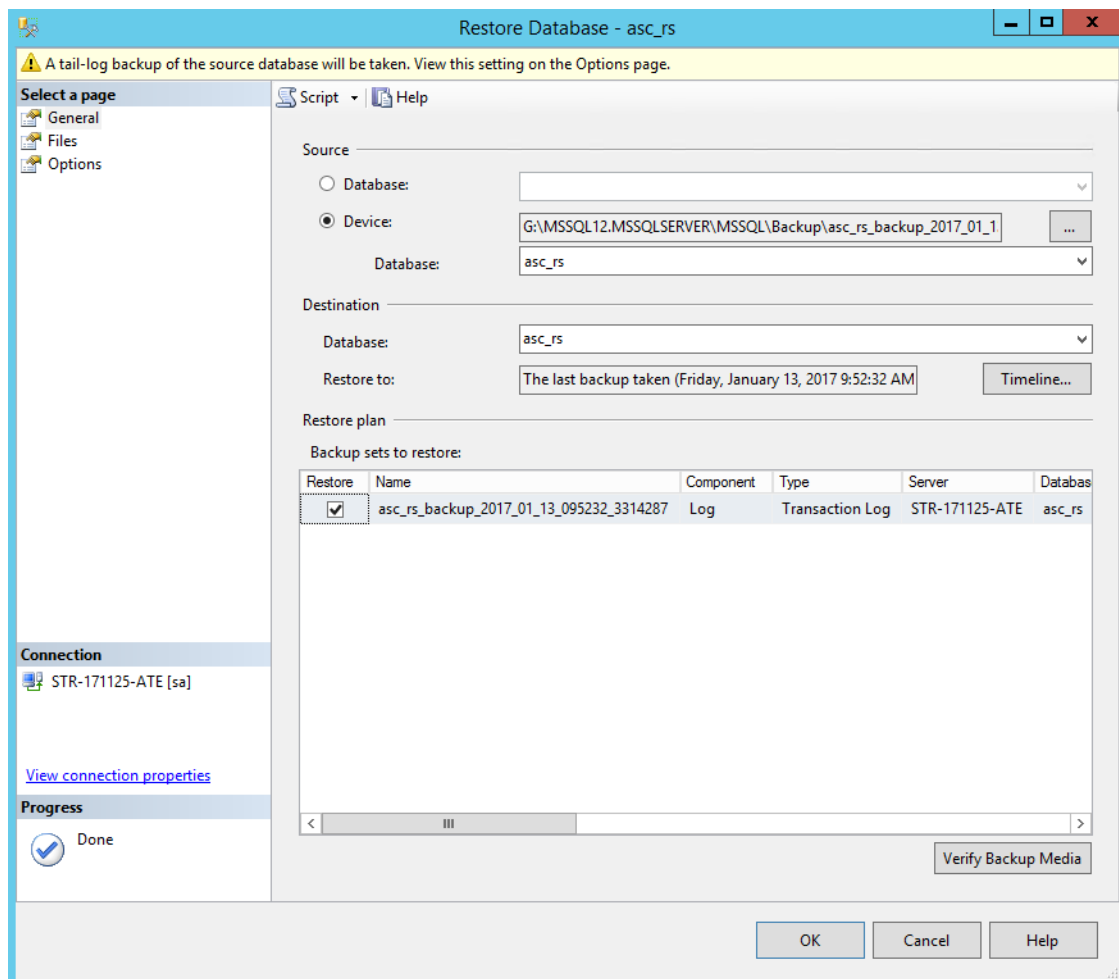 Restore Database - asc_rs
A tail-log backup of the source database will be taken. View this setting on the Options page.
Select a page
General
Files
Options
Script
Help
Source
Database:
Device:
G:\MSSQL12.MSSQLSERVER\MSSQL\Backup\asc_rs_backup_2017_01_1
...
Database:
asc_rs
Destination
Database:
asc_rs
Restore to:
The last backup taken (Friday, January 13, 2017 9:52:32 AM
Timeline...
Restore plan
Backup sets to restore:
Restore Name Component Type Server Databas
asc_rs_backup_2017_01_13_095232_3314287 Log Transaction Log STR-171125-ATE asc_rs
Connection
STR-171125-ATE [sa]
View connection properties
Progress
Done
Verify Backup Media
OK Cancel Help